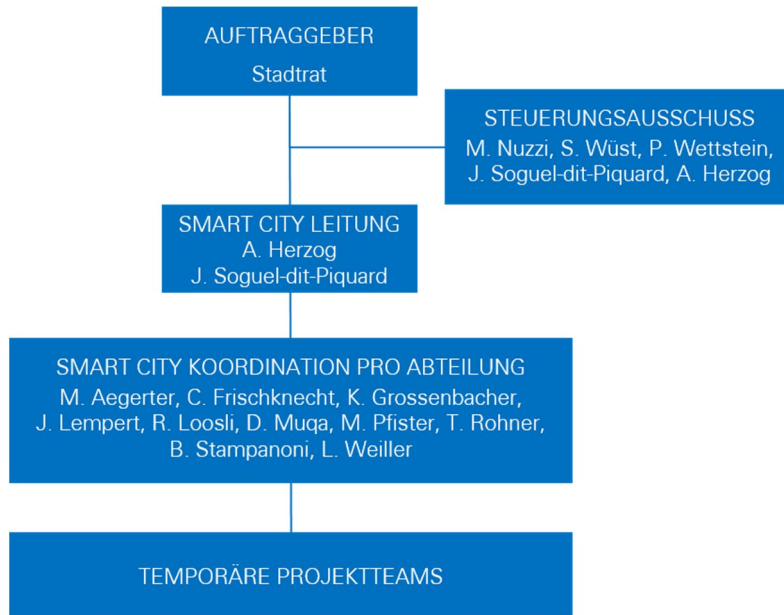 AUFTRAGGEBER
Stadtrat
STEUERUNGSAUSSCHUSS
M. Nuzzi, S. Wüst, P. Wettstein,
J. Soguel-dit-Piquard, A. Herzog
SMART CITY LEITUNG
A. Herzog
J. Soguel-dit-Piquard
SMART CITY KOORDINATION PRO ABTEILUNG
M. Aegerter, C. Frischknecht, K. Grossenbacher,
J. Lempert, R. Loosli, D. Muqa, M. Pfister, T. Rohner,
B. Stampanoni, L. Weiller
TEMPORÄRE PROJEKTTEAMS